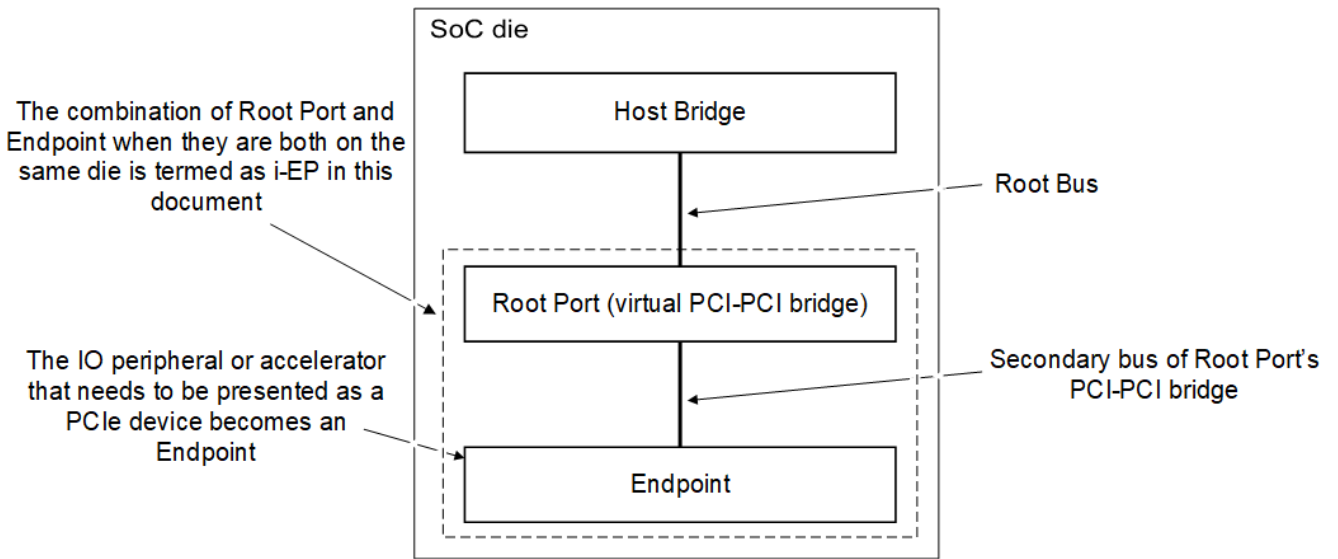 SoC die
Host Bridge
The combination of Root Port and
Endpoint when they are both on the
same die is termed as i-EP in this
document
Root Bus
Root Port (virtual PCI-PCI bridge)
The IO peripheral or accelerator
that needs to be presented as a
PCIe device becomes an
Endpoint
Secondary bus of Root Port's
PCI-PCI bridge
Endpoint